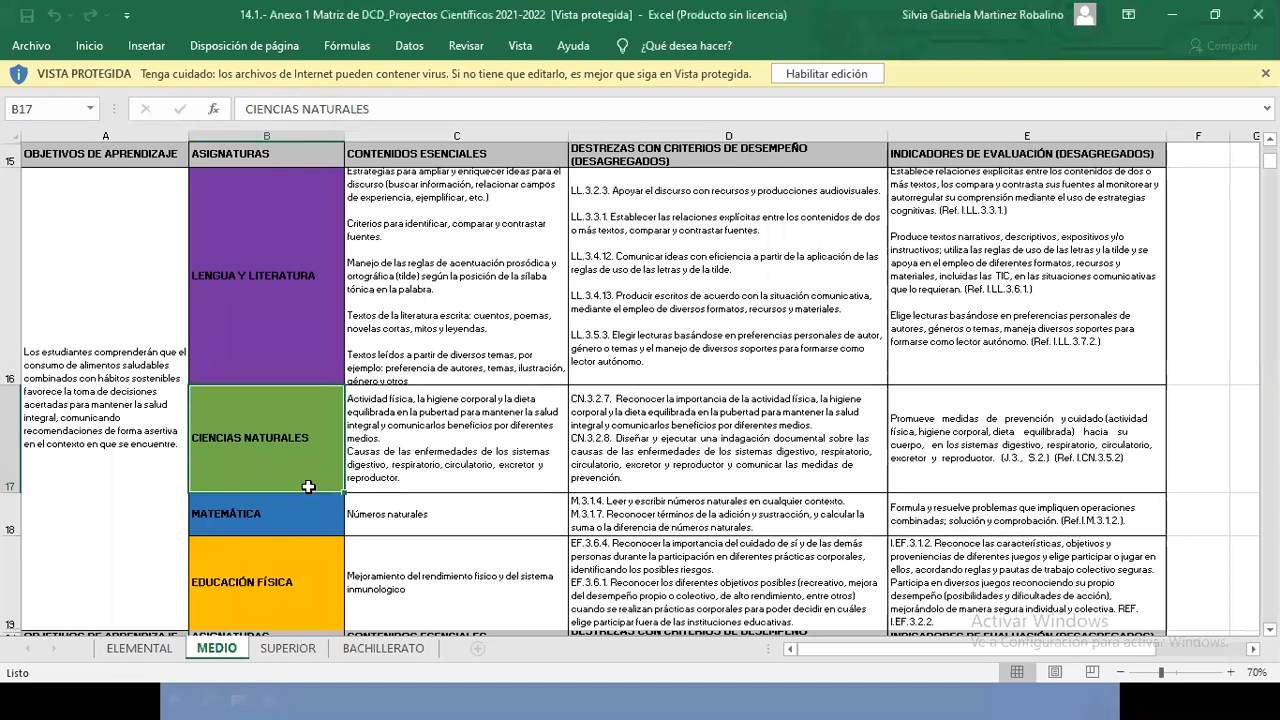 14.1.- Anexo 1 Matriz de DCD_Proyectos Científicos 2021-2022 [Vista protegida] - Excel (Producto sin licencia)
Silvia Gabriela Martinez Robalino
Archivo Inicio Insertar Disposición de página Fórmulas Datos Revisar Vista Ayuda ¿Qué desea hacer? Compartir
VISTA PROTEGIDA Tenga cuidado: los archivos de Internet pueden contener virus. Si no tiene que editarlo, es mejor que siga en Vista protegida. Habilitar edición
B17 fx CIENCIAS NATURALES
A B C D E F G
15 OBJETIVOS DE APRENDIZAJE ASIGNATURAS CONTENIDOS ESENCIALES
DESTREZAS CON CRITERIOS DE DESEMPEÑO
(DESAGREGADOS)
INDICADORES DE EVALUACIÓN (DESAGREGADOS)
16
Los estudiantes comprenderán que el
consumo de alimentos saludables
combinados con hábitos sostenibles
favorece la toma de decisiones
acertadas para mantener la salud
integral, comunicando
recomendaciones de forma asertiva
en el contexto en que se encuentre.
LENGUA Y LITERATURA
Estrategias para ampliar y enriquecer ideas para el
discurso (buscar información, relacionar campos
de experiencia, ejemplificar, etc.)
Criterios para identificar, comparar y contrastar
fuentes.
Manejo de las reglas de acentuación prosódica y
ortográfica (tilde) según la posición de la sílaba
tónica en la palabra.
Textos de la literatura escrita: cuentos, poemas,
novelas cortas, mitos y leyendas.
Textos leídos a partir de diversos temas, por
ejemplo: preferencia de autores, temas, ilustración,
género y otros
LL.3.2.3. Apoyar el discurso con recursos y producciones audiovisuales.
LL.3.3.1. Establecer las relaciones explícitas entre los contenidos de dos
o más textos, comparar y contrastar fuentes.
LL.3.4.12. Comunicar ideas con eficiencia a partir de la aplicación de las
reglas de uso de las letras y de la tilde.
LL.3.4.13. Producir escritos de acuerdo con la situación comunicativa,
mediante el empleo de diversos formatos, recursos y materiales.
LL.3.5.3. Elegir lecturas basándose en preferencias personales de autor,
género o temas y el manejo de diversos soportes para formarse como
lector autónomo.
Establece relaciones explícitas entre los contenidos de dos o
más textos, los compara y contrasta sus fuentes al monitorear y
autorregular su comprensión mediante el uso de estrategias
cognitivas. (Ref. I.LL.3.3.1.)
Produce textos narrativos, descriptivos, expositivos y/o
instructivos; utiliza las reglas de uso de las letras y la tilde y se
apoya en el empleo de diferentes formatos, recursos y
materiales, incluidas las TIC, en las situaciones comunicativas
que lo requieran. (Ref. I.LL.3.6.1.)
Elige lecturas basándose en preferencias personales de
autores, géneros o temas, maneja diversos soportes para
formarse como lector autónomo. (Ref. I.LL. 3.7.2.)
17
CIENCIAS NATURALES
Actividad física, la higiene corporal y la dieta
equilibrada en la pubertad para mantener la salud
integral y comunicarlos beneficios por diferentes
medios.
Causas de las enfermedades de los sistemas
digestivo, respiratorio, circulatorio, excretor y
reproductor.
CN.3.2.7. Reconocer la importancia de la actividad física, la higiene
corporal y la dieta equilibrada en la pubertad para mantener la salud
integral y comunicarlos beneficios por diferentes medios.
CN.3.2.8. Diseñar y ejecutar una indagación documental sobre las
causas de las enfermedades de los sistemas digestivo, respiratorio,
circulatorio, excretor y reproductor y comunicar las medidas de
prevención.
Promueve medidas de prevención y cuidado (actividad
física, higiene corporal, dieta equilibrada) hacia su
cuerpo, en los sistemas digestivo, respiratorio, circulatorio,
excretor y reproductor. (J.3., S.2.) (Ref. I.CN.3.5.2)
18
MATEMÁTICA
Números naturales
M.3.1.4. Leer y escribir números naturales en cualquier contexto.
M.3.1.7. Reconocer términos de la adición y sustracción, y calcular la
suma o la diferencia de números naturales.
Formula y resuelve problemas que impliquen operaciones
combinadas; solución y comprobación. (Ref.I.M.3.1.2.).
19
EDUCACIÓN FÍSICA
Mejoramiento del rendimiento fisico y del sistema
inmunologico
EF.3.6.4. Reconocer la importancia del cuidado de sí y de las demás
personas durante la participación en diferentes prácticas corporales,
identificando los posibles riesgos.
EF.3.6.1. Reconocer los diferentes objetivos posibles (recreativo, mejora
del desempeño propio o colectivo, de alto rendimiento, entre otros)
cuando se realizan prácticas corporales para poder decidir en cuáles
elige participar fuera de las instituciones educativas.
I.EF.3.1.2. Reconoce las características, objetivos y
proveniencias de diferentes juegos y elige participar o jugar en
ellos, acordando reglas y pautas de trabajo colectivo seguras.
Participa en diversos juegos reconociendo su propio
desempeño (posibilidades y dificultades de acción),
mejorándolo de manera segura individual y colectiva. REF.
I.EF.3.2.2.
OBJETIVOS DE APRENDIZAJE ASIGNATURAS CONTENIDOS ESENCIALES DESTREZAS CON CRITERIOS DE DESEMPEÑO INDICADORES DE EVALUACIÓN (DESAGREGADOS)
Activar Windows
Ve a Configuración para activar Windows.
ELEMENTAL MEDIO SUPERIOR BACHILLERATO
Listo
70%